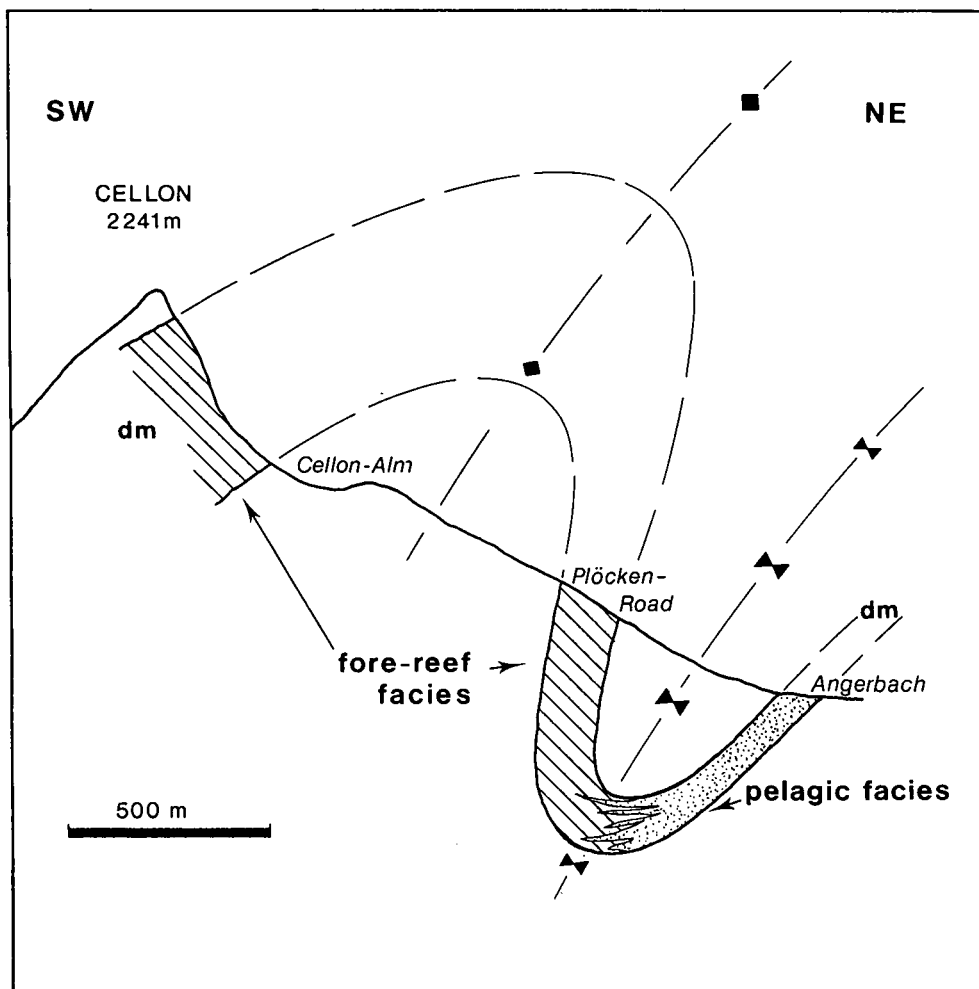 SW
NE
CELLON
2241m
dm
Cellon-Alm
Plöcken-
Road
dm
fore-reef
facies
Angerbach
pelagic facies
500 m